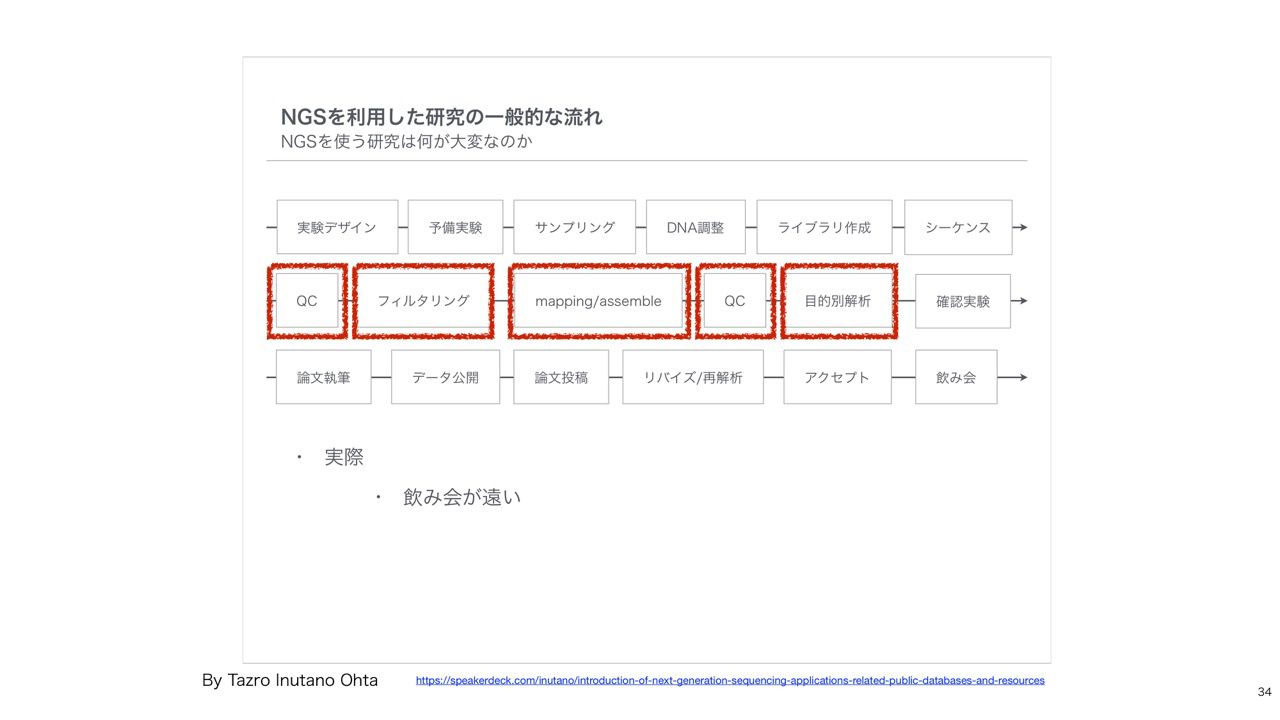 NGSを利用した研究の一般的な流れ
NGSを使う研究は何が大変なのか
実験デザイン 予備実験 サンプリング DNA調整 ライブラリ作成 シーケンス
QC フィルタリング mapping/assemble QC 目的別解析 確認実験
論文執筆 データ公開 論文投稿 リバイズ/再解析 アクセプト 飲み会
・ 実際
・ 飲み会が遠い
By Tazro Inutano Ohta https://speakerdeck.com/inutano/introduction-of-next-generation-sequencing-applications-related-public-databases-and-resources
34